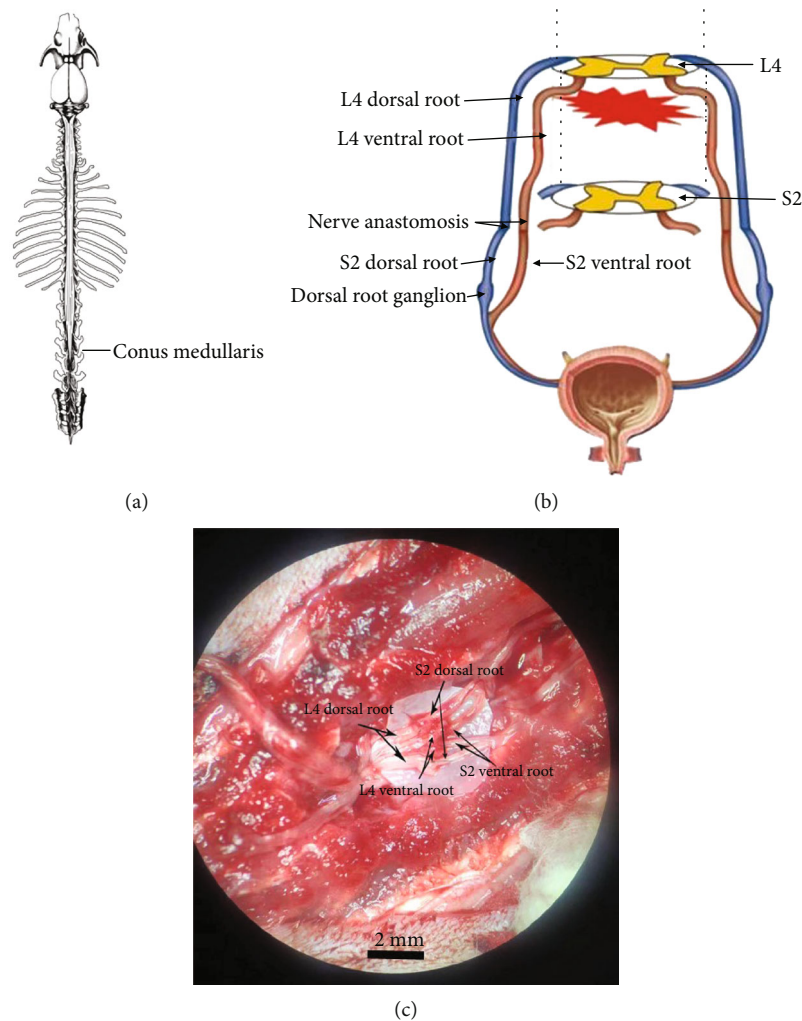 Conus medullaris
(a)
L4
L4 dorsal root
L4 ventral root
S2
Nerve anastomosis
S2 dorsal root
S2 ventral root
Dorsal root ganglion
(b)
S2 dorsal root
L4 dorsal root
S2 ventral root
L4 ventral root
2 mm
(c)